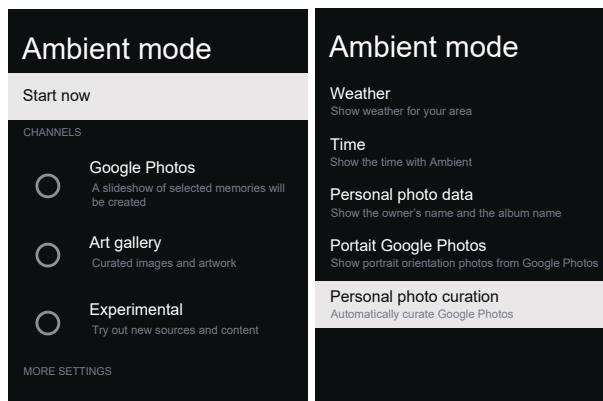 Ambient mode
Start now
CHANNELS
Google Photos
A slideshow of selected memories will
be created
Art gallery
Curated images and artwork
Experimental
Try out new sources and content
MORE SETTINGS
Ambient mode
Weather
Show weather for your area
Time
Show the time with Ambient
Personal photo data
Show the owner's name and the album name
Portait Google Photos
Show portrait orientation photos from Google Photos
Personal photo curation
Automatically curate Google Photos